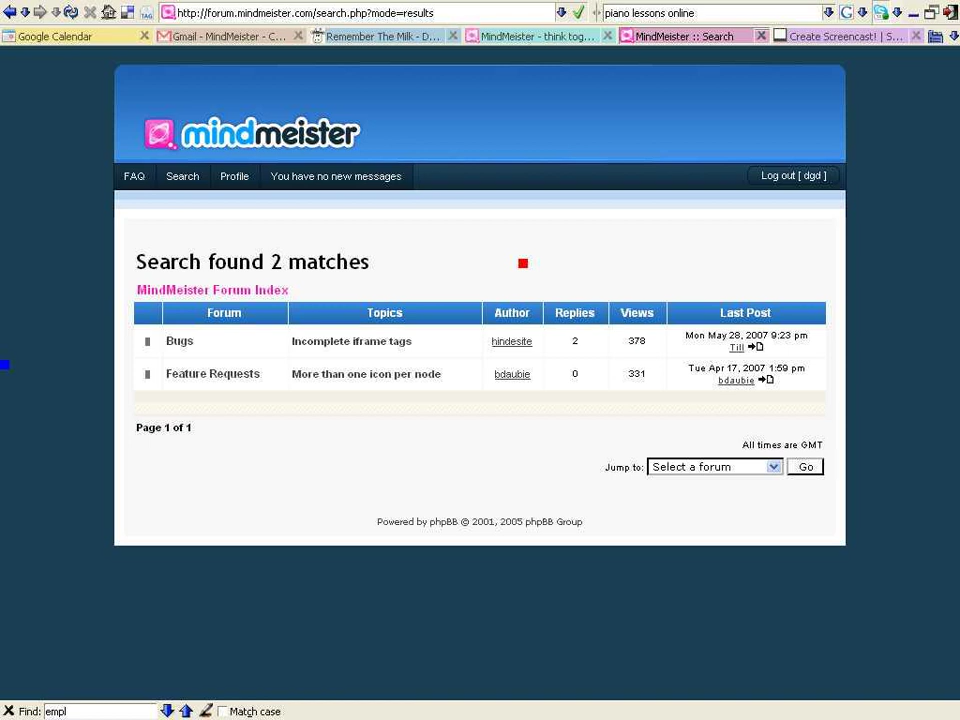 http://forum.mindmeister.com/search.php?mode=results
piano lessons online
Google Calendar
Gmail - MindMeister - C...
Remember The Milk - D...
MindMeister - think tog...
MindMeister :: Search
Create Screencast! | S...
mindmeister
FAQ Search Profile You have no new messages Log out [ dgd ]
Search found 2 matches
MindMeister Forum Index
Forum Topics Author Replies Views Last Post
Bugs Incomplete iframe tags hindesite 2 378 Mon May 28, 2007 9:23 pm
Till
Feature Requests More than one icon per node bdaubie 0 331 Tue Apr 17, 2007 1:59 pm
bdaubie
Page 1 of 1
All times are GMT
Jump to: Select a forum Go
Powered by phpBB © 2001, 2005 phpBB Group
Find: empl Match case